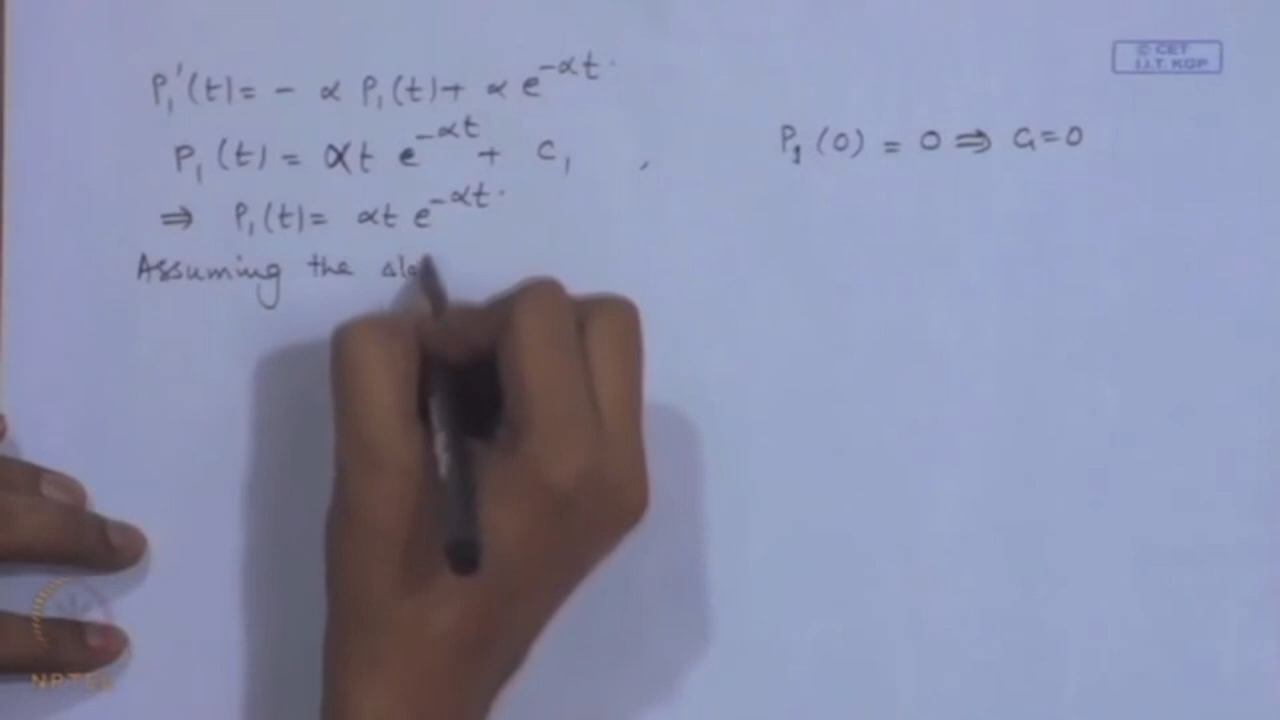 P₁'(t) = - α P₁(t) + α e^{-αt}.
P₁(t) = αt e^{-αt} + C₁ , P₁(0) = 0 ⇒ C₁=0
⇒ P₁(t) = αt e^{-αt}.
Assuming the
© CET
I.I.T. KGP
NPTEL